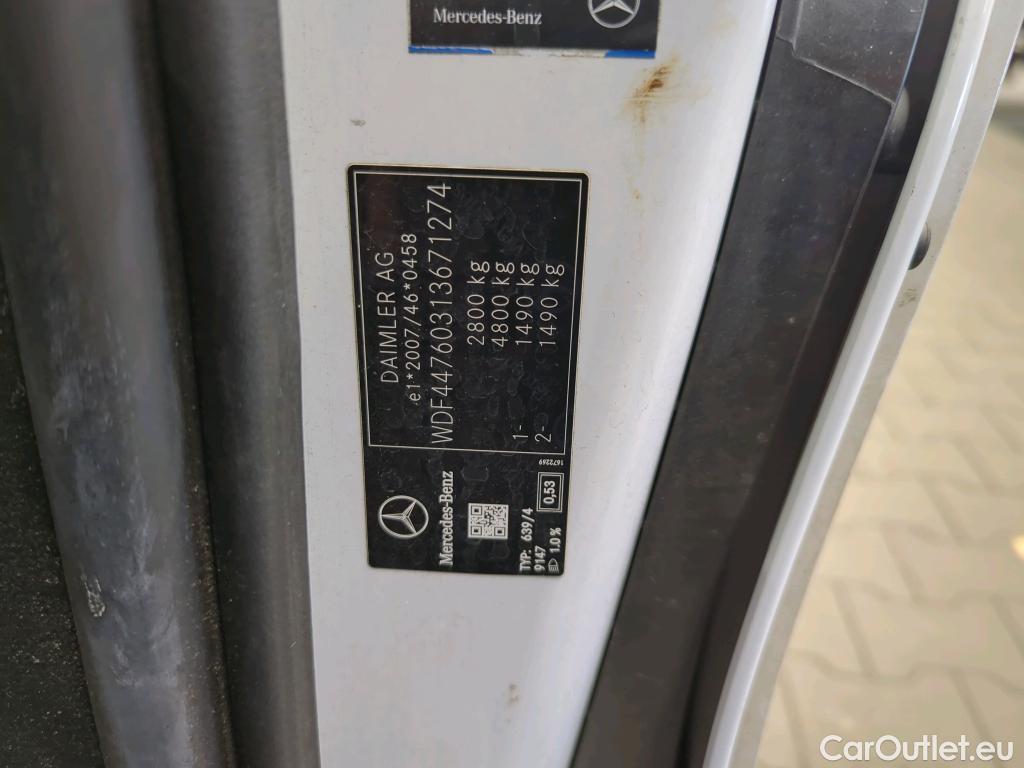 Mercedes-Benz
DAIMLER AG
e1*2007/46*0458
WDF44760313671274
2800 kg
4800 kg
1- 1490 kg
2- 1490 kg
Mercedes-Benz
TYP: 639/4
9147
1.0 %
0,53
1672269
CarOutlet.eu